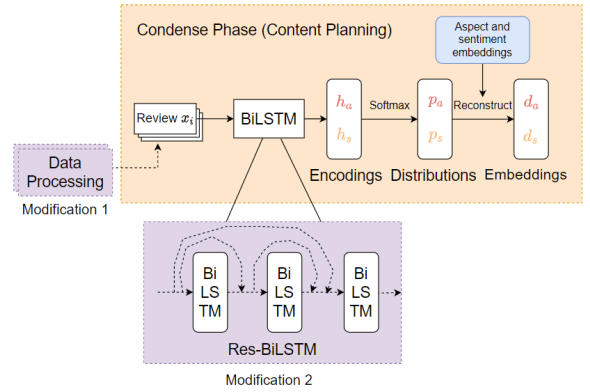 Condense Phase (Content Planning)
Aspect and
sentiment
embeddings
Review x_i
BiLSTM
h_a
h_s
Softmax
p_a
p_s
Reconstruct
d_a
d_s
Encodings
Distributions
Embeddings
Data
Processing
Modification 1
Bi
LS
TM
Bi
LS
TM
Bi
LS
TM
Res-BiLSTM
Modification 2